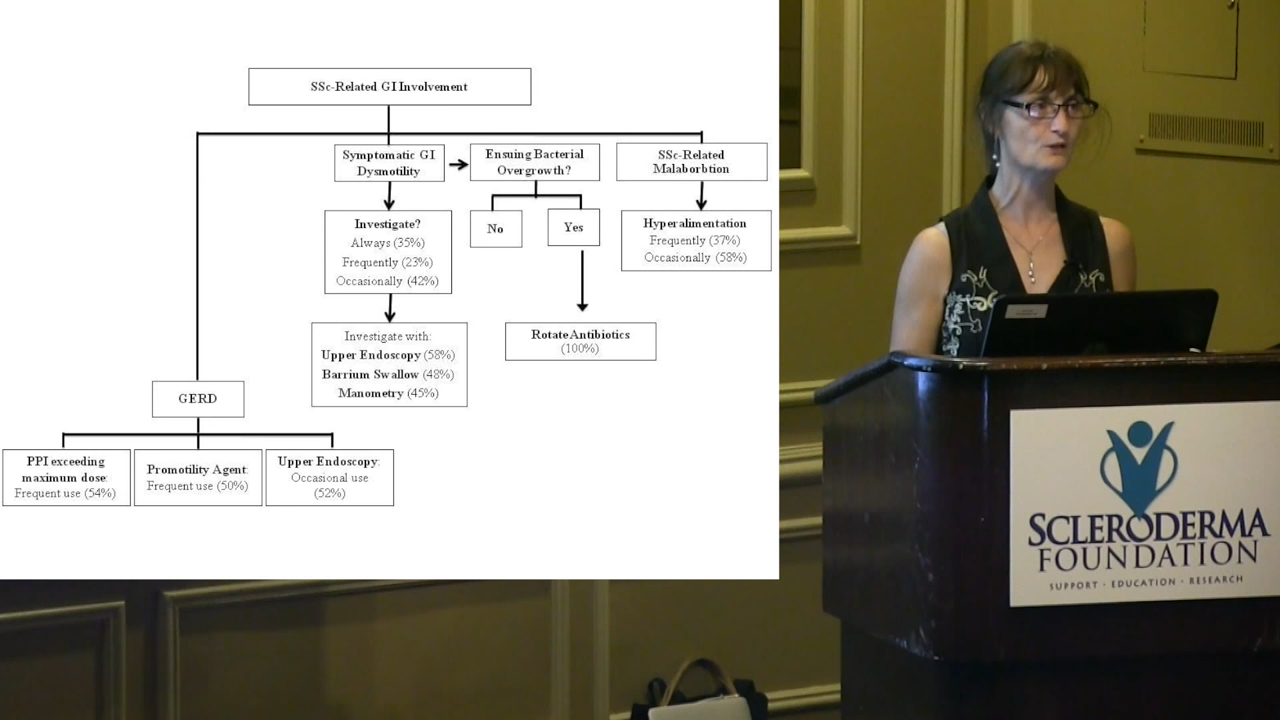 SSc-Related GI Involvement
Symptomatic GI
Dysmotility
Ensuing Bacterial
Overgrowth?
SSc-Related
Malaborbtion
Investigate?
Always (35%)
Frequently (23%)
Occasionally (42%)
No
Yes
Hyperalimentation
Frequently (37%)
Occasionally (58%)
Investigate with:
Upper Endoscopy (58%)
Barrium Swallow (48%)
Manometry (45%)
Rotate Antibiotics
(100%)
GERD
PPI exceeding
maximum dose:
Frequent use (54%)
Promotility Agent:
Frequent use (50%)
Upper Endoscopy:
Occasional use
(52%)
SCLERODERMA
FOUNDATION
SUPPORT · EDUCATION · RESEARCH